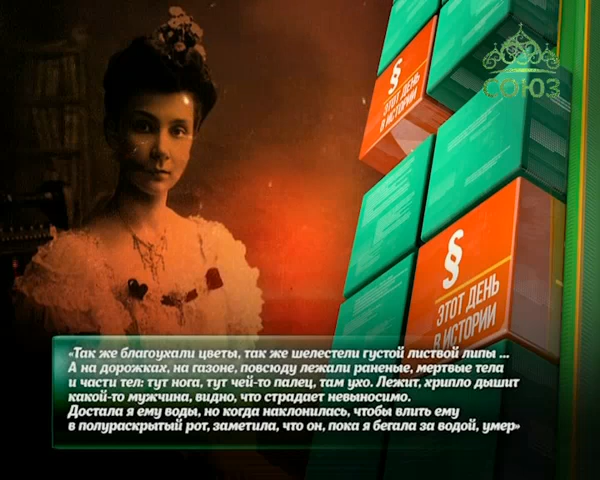 СОЮЗ
§
ЭТОТ ДЕНЬ
В ИСТОРИИ
§
ЭТОТ ДЕНЬ
В ИСТОРИИ
«Так же благоухали цветы, так же шелестели густой листвой липы ...
А на дорожках, на газоне, повсюду лежали раненые, мертвые тела
и части тел: тут нога, тут чей-то палец, там ухо. Лежит, хрипло дышит
какой-то мужчина, видно, что страдает невыносимо.
Достала я ему воды, но когда наклонилась, чтобы влить ему
в полураскрытый рот, заметила, что он, пока я бегала за водой, умер»